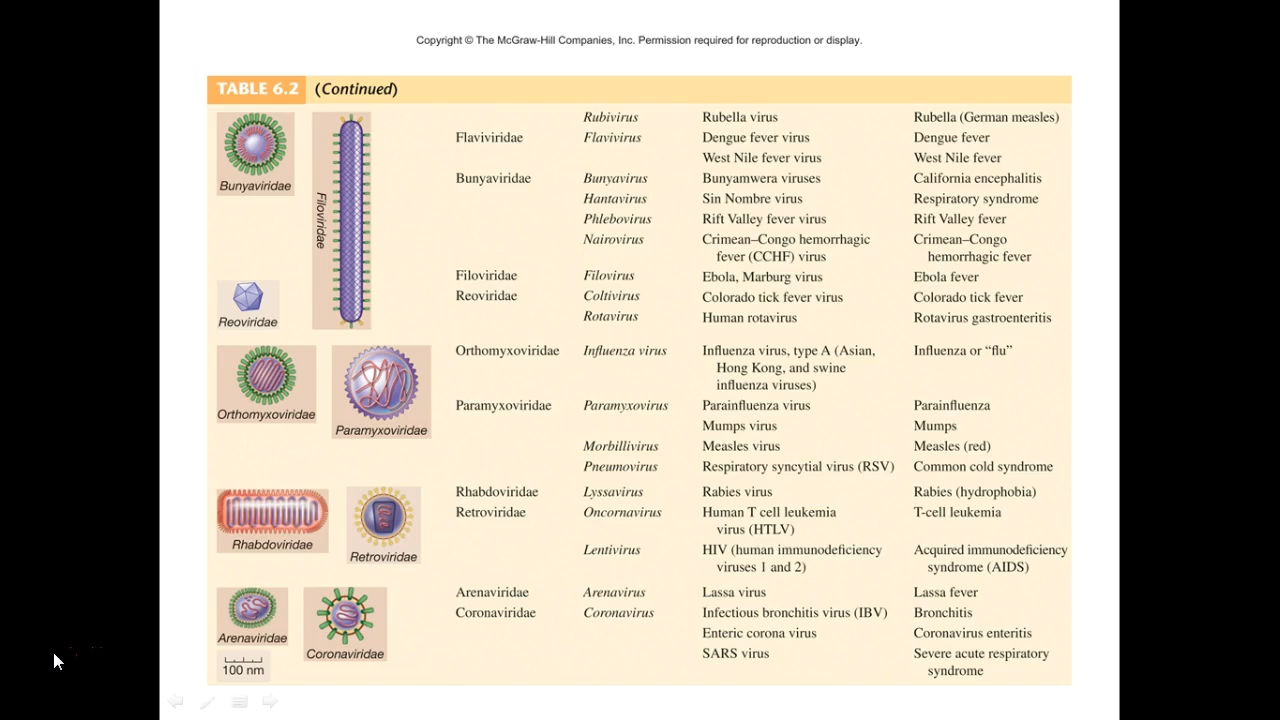 Copyright © The McGraw-Hill Companies, Inc. Permission required for reproduction or display.
TABLE 6.2 (Continued)
Rubivirus Rubella virus Rubella (German measles)
Flaviviridae Flavivirus Dengue fever virus Dengue fever
West Nile fever virus West Nile fever
Bunyaviridae Bunyavirus Bunyamwera viruses California encephalitis
Hantavirus Sin Nombre virus Respiratory syndrome
Phlebovirus Rift Valley fever virus Rift Valley fever
Nairovirus Crimean–Congo hemorrhagic Crimean–Congo
fever (CCHF) virus hemorrhagic fever
Filoviridae Filovirus Ebola, Marburg virus Ebola fever
Reoviridae Coltivirus Colorado tick fever virus Colorado tick fever
Rotavirus Human rotavirus Rotavirus gastroenteritis
Bunyaviridae
Filoviridae
Reoviridae
Orthomyxoviridae Influenza virus Influenza virus, type A (Asian, Influenza or “flu”
Hong Kong, and swine
influenza viruses)
Paramyxoviridae Paramyxovirus Parainfluenza virus Parainfluenza
Mumps virus Mumps
Morbillivirus Measles virus Measles (red)
Pneumovirus Respiratory syncytial virus (RSV) Common cold syndrome
Orthomyxoviridae
Paramyxoviridae
Rhabdoviridae Lyssavirus Rabies virus Rabies (hydrophobia)
Retroviridae Oncornavirus Human T cell leukemia T-cell leukemia
virus (HTLV)
Lentivirus HIV (human immunodeficiency Acquired immunodeficiency
viruses 1 and 2) syndrome (AIDS)
Rhabdoviridae
Retroviridae
Arenaviridae Arenavirus Lassa virus Lassa fever
Coronaviridae Coronavirus Infectious bronchitis virus (IBV) Bronchitis
Enteric corona virus Coronavirus enteritis
SARS virus Severe acute respiratory
syndrome
Arenaviridae
Coronaviridae
100 nm